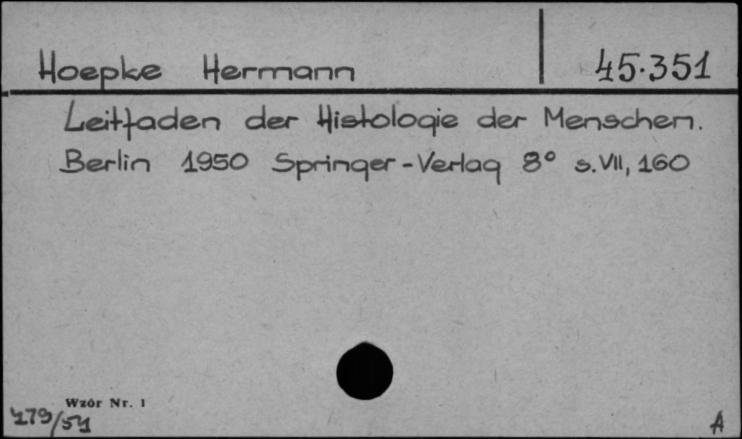 Hoepke Hermann 45.351
Leitfaden der Histologie der Menschen.
Berlin 1950 Springer-Verlag 8° s.VII, 160
Wzór Nr. 1
479/54
A